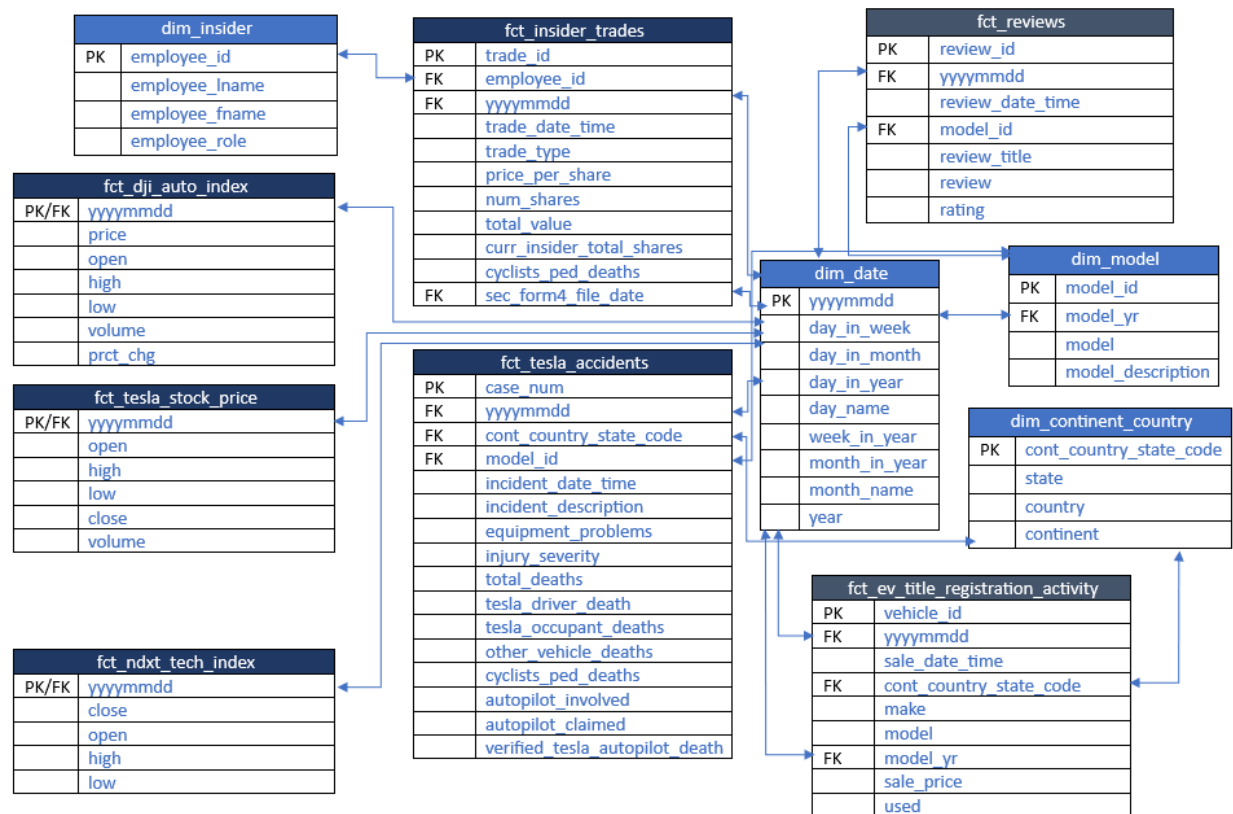 dim_insider
PK employee_id
employee_lname
employee_fname
employee_role
fct_insider_trades
PK trade_id
FK employee_id
FK yyyymmdd
trade_date_time
trade_type
price_per_share
num_shares
total_value
curr_insider_total_shares
cyclists_ped_deaths
FK sec_form4_file_date
fct_reviews
PK review_id
FK yyyymmdd
review_date_time
FK model_id
review_title
review
rating
fct_dji_auto_index
PK/FK yyyymmdd
price
open
high
low
volume
prct_chg
dim_date
PK yyyymmdd
day_in_week
day_in_month
day_in_year
day_name
week_in_year
month_in_year
month_name
year
dim_model
PK model_id
FK model_yr
model
model_description
fct_tesla_stock_price
PK/FK yyyymmdd
open
high
low
close
volume
fct_tesla_accidents
PK case_num
FK yyyymmdd
FK cont_country_state_code
FK model_id
incident_date_time
incident_description
equipment_problems
injury_severity
total_deaths
tesla_driver_death
tesla_occupant_deaths
other_vehicle_deaths
cyclists_ped_deaths
autopilot_involved
autopilot_claimed
verified_tesla_autopilot_death
dim_continent_country
PK cont_country_state_code
state
country
continent
fct_ndxt_tech_index
PK/FK yyyymmdd
close
open
high
low
fct_ev_title_registration_activity
PK vehicle_id
FK yyyymmdd
sale_date_time
FK cont_country_state_code
make
model
FK model_yr
sale_price
used